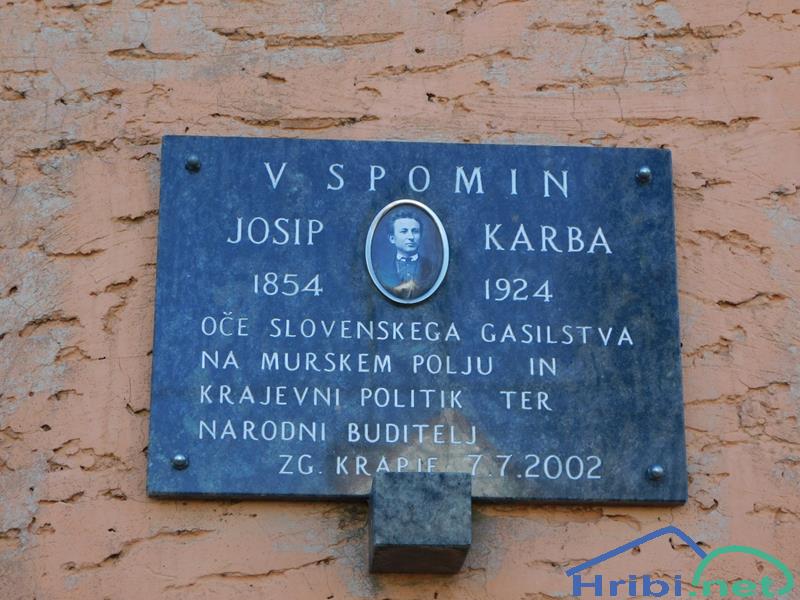 V SPOMIN
JOSIP KARBA
1854 1924
OČE SLOVENSKEGA GASILSTVA
NA MURSKEM POLJU IN
KRAJEVNI POLITIK TER
NARODNI BUDITELJ
ZG. KRAPJE 7.7.2002
Hribi.net